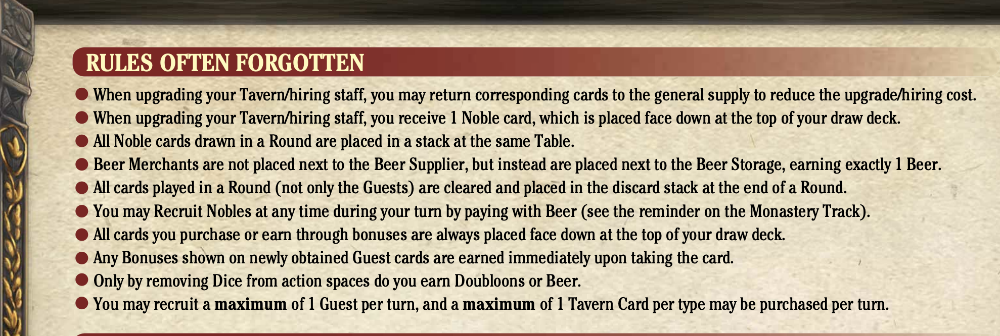 RULES OFTEN FORGOTTEN
● When upgrading your Tavern/hiring staff, you may return corresponding cards to the general supply to reduce the upgrade/hiring cost.
● When upgrading your Tavern/hiring staff, you receive 1 Noble card, which is placed face down at the top of your draw deck.
● All Noble cards drawn in a Round are placed in a stack at the same Table.
● Beer Merchants are not placed next to the Beer Supplier, but instead are placed next to the Beer Storage, earning exactly 1 Beer.
● All cards played in a Round (not only the Guests) are cleared and placed in the discard stack at the end of a Round.
● You may Recruit Nobles at any time during your turn by paying with Beer (see the reminder on the Monastery Track).
● All cards you purchase or earn through bonuses are always placed face down at the top of your draw deck.
● Any Bonuses shown on newly obtained Guest cards are earned immediately upon taking the card.
● Only by removing Dice from action spaces do you earn Doubloons or Beer.
● You may recruit a maximum of 1 Guest per turn, and a maximum of 1 Tavern Card per type may be purchased per turn.